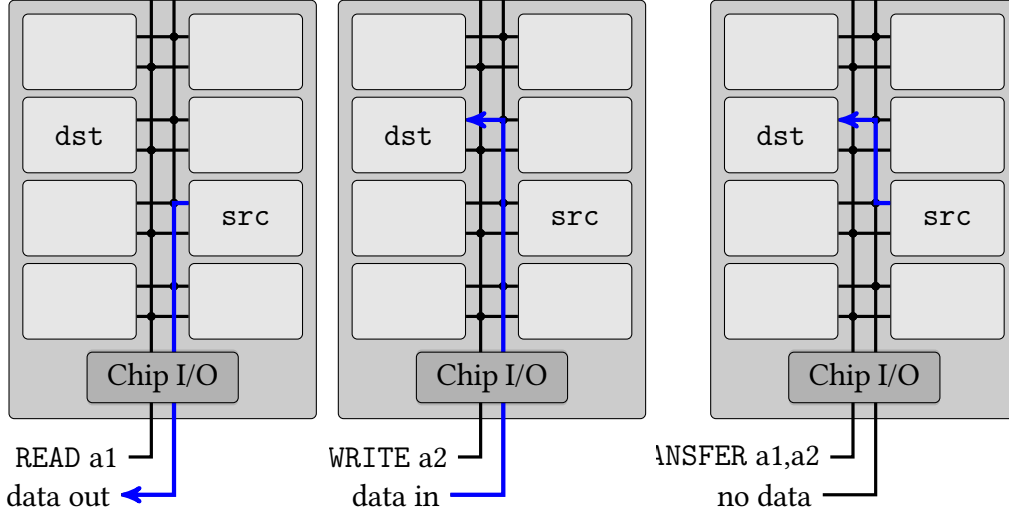 dst
src
Chip I/O
READ a1
data out
dst
src
Chip I/O
WRITE a2
data in
dst
src
Chip I/O
ANSFER a1,a2
no data